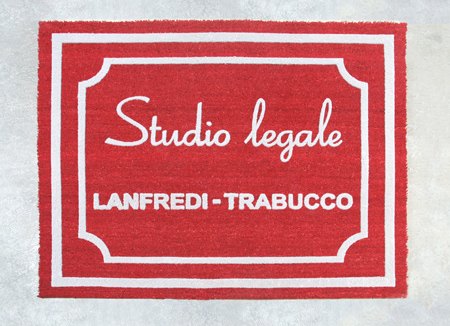 Studio legale
LANFREDI - TRABUCCO